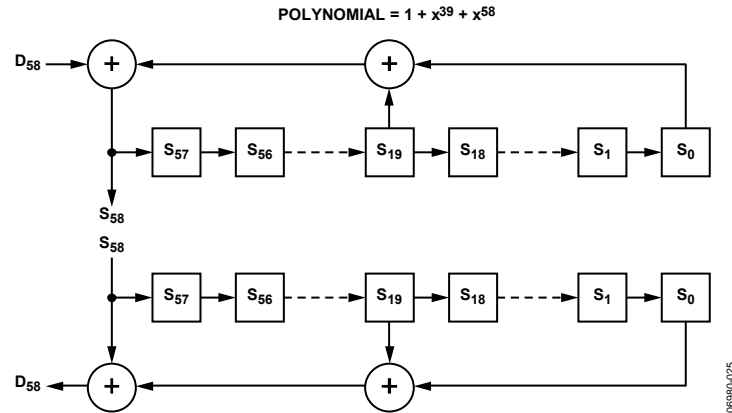 POLYNOMIAL = 1 + x³⁹ + x⁵⁸
D₅₈ + +
S₅₇ S₅₆ S₁₉ S₁₈ S₁ S₀
S₅₈
S₅₈
S₅₇ S₅₆ S₁₉ S₁₈ S₁ S₀
D₅₈ + +
06980-025